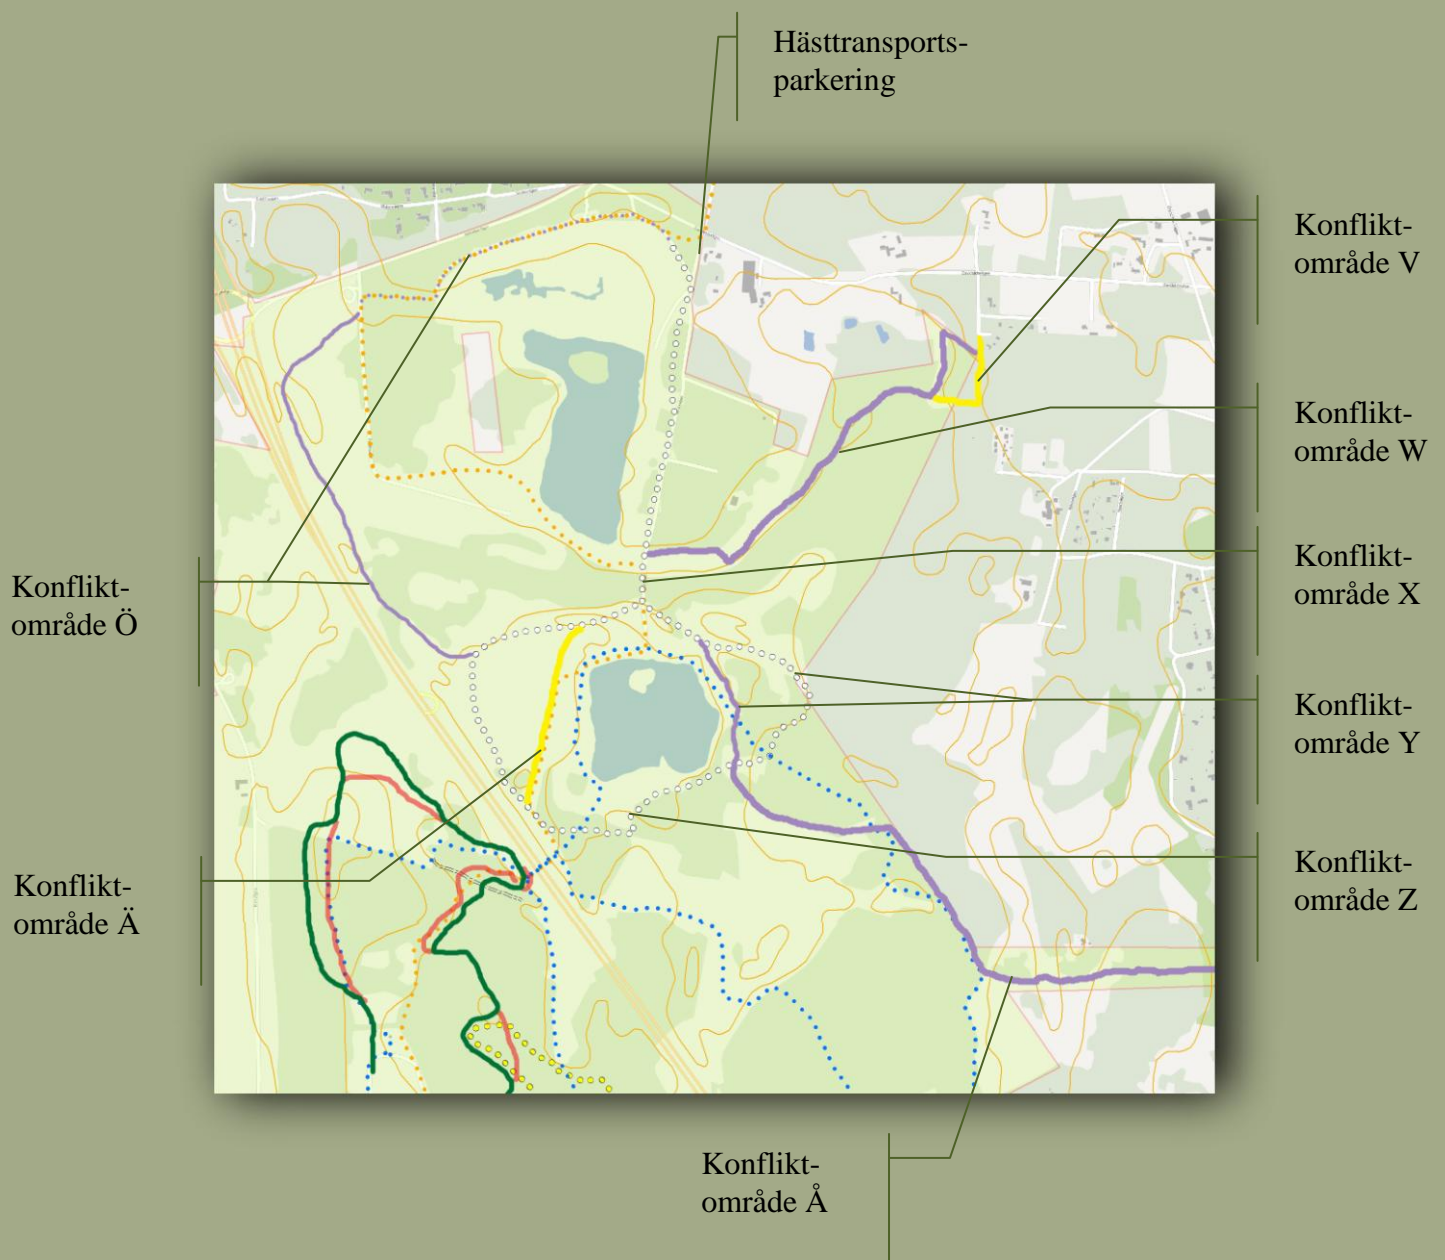 Hästtransports-
parkering
Konflikt-
område V
Konflikt-
område W
Konflikt-
område X
Konflikt-
område Ö
Konflikt-
område Y
Konflikt-
område Z
Konflikt-
område Ä
Konflikt-
område Å